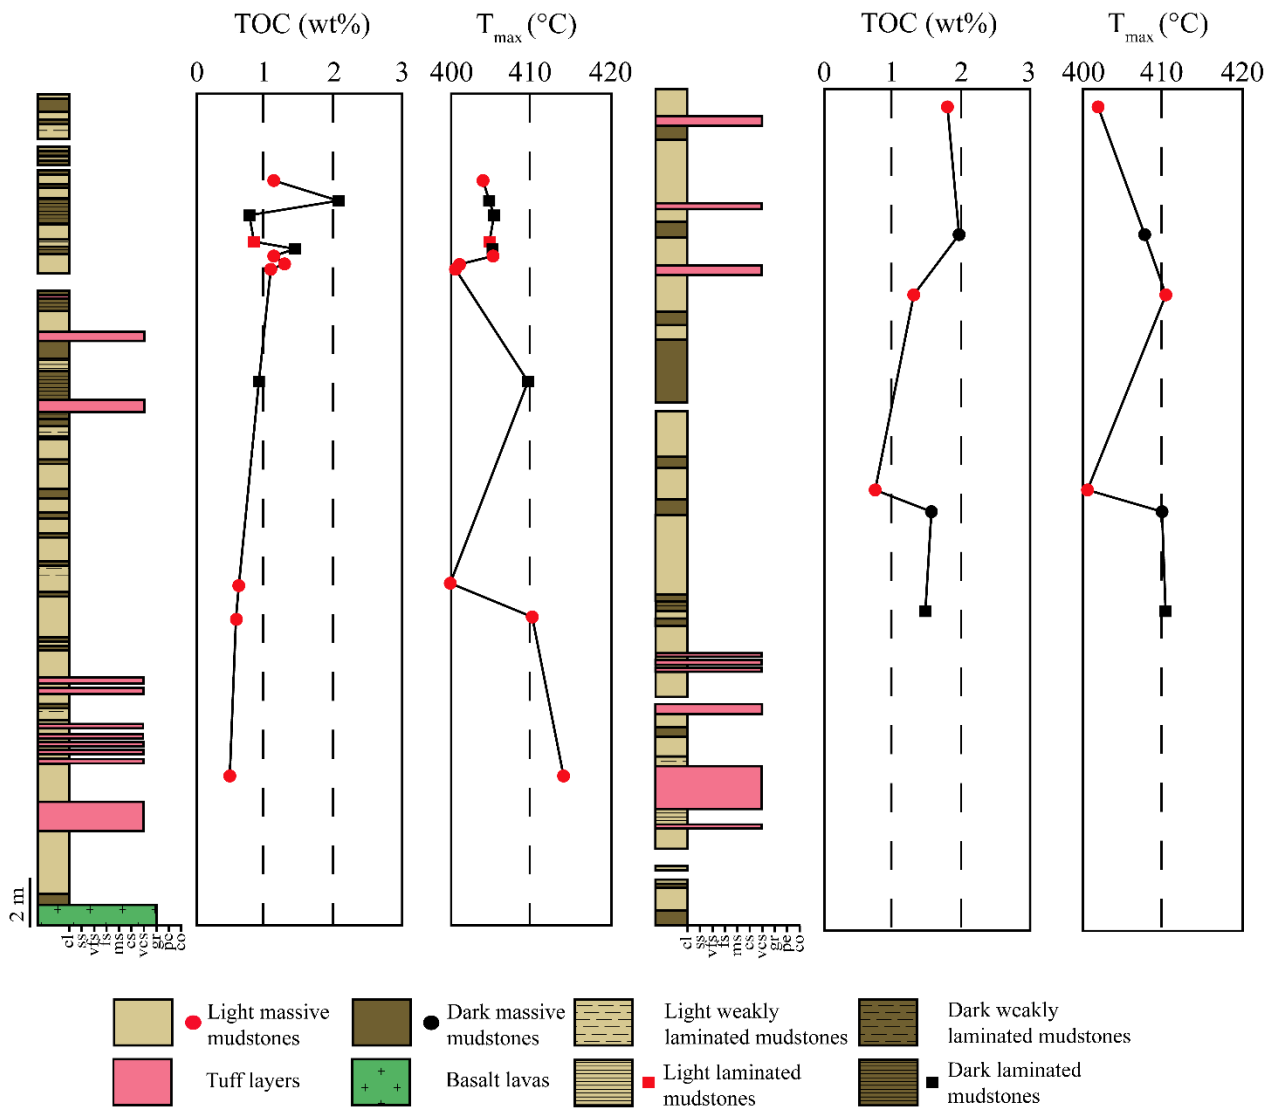 TOC (wt%)
Tmax (°C)
TOC (wt%)
Tmax (°C)
0 1 2 3
400 410 420
0 1 2 3
400 410 420
2 m
cl ss vfs fs ms cs vcs gr pe co
cl ss vfs fs ms cs vcs gr pe co
Light massive
mudstones
Dark massive
mudstones
Light weakly
laminated mudstones
Dark weakly
laminated mudstones
Tuff layers
Basalt lavas
Light laminated
mudstones
Dark laminated
mudstones